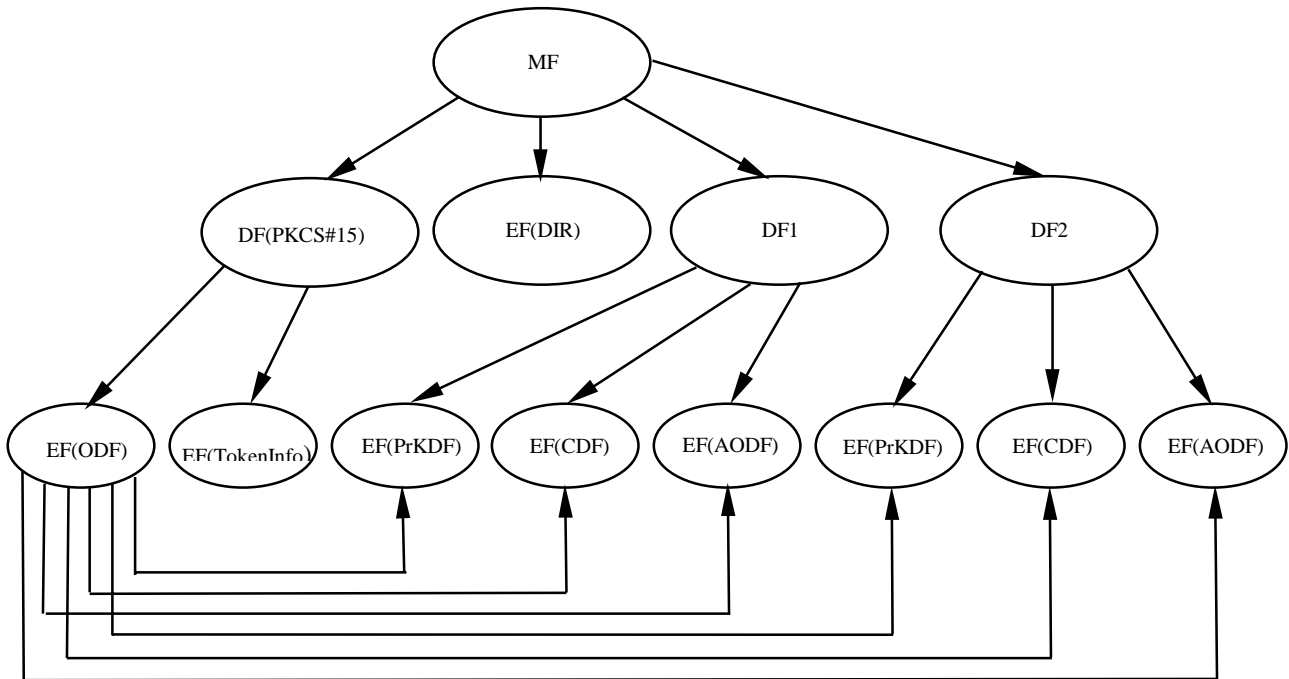 MF
DF(PKCS#15)
EF(DIR)
DF1
DF2
EF(ODF)
EF(TokenInfo)
EF(PrKDF)
EF(CDF)
EF(AODF)
EF(PrKDF)
EF(CDF)
EF(AODF)